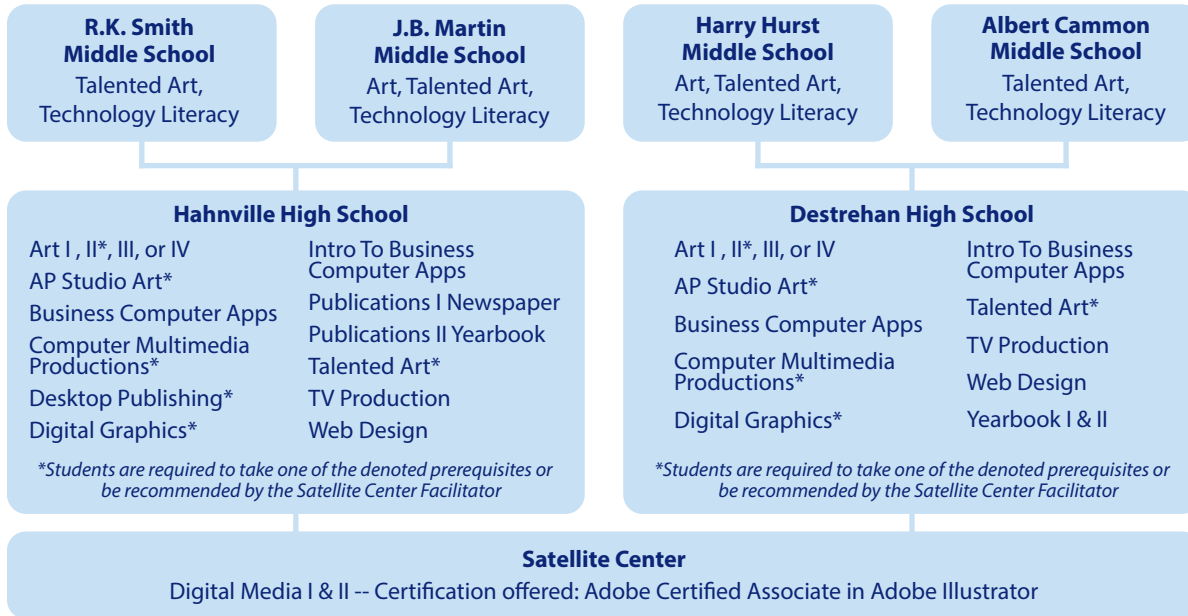 R.K. Smith
Middle School
Talented Art,
Technology Literacy
J.B. Martin
Middle School
Art, Talented Art,
Technology Literacy
Harry Hurst
Middle School
Art, Talented Art,
Technology Literacy
Albert Cammon
Middle School
Talented Art,
Technology Literacy
Hahnville High School
Art I , II*, III, or IV
AP Studio Art*
Business Computer Apps
Computer Multimedia
Productions*
Desktop Publishing*
Digital Graphics*
Intro To Business
Computer Apps
Publications I Newspaper
Publications II Yearbook
Talented Art*
TV Production
Web Design
*Students are required to take one of the denoted prerequisites or
be recommended by the Satellite Center Facilitator
Destrehan High School
Art I , II*, III, or IV
AP Studio Art*
Business Computer Apps
Computer Multimedia
Productions*
Digital Graphics*
Intro To Business
Computer Apps
Talented Art*
TV Production
Web Design
Yearbook I & II
*Students are required to take one of the denoted prerequisites or
be recommended by the Satellite Center Facilitator
Satellite Center
Digital Media I & II -- Certification offered: Adobe Certified Associate in Adobe Illustrator